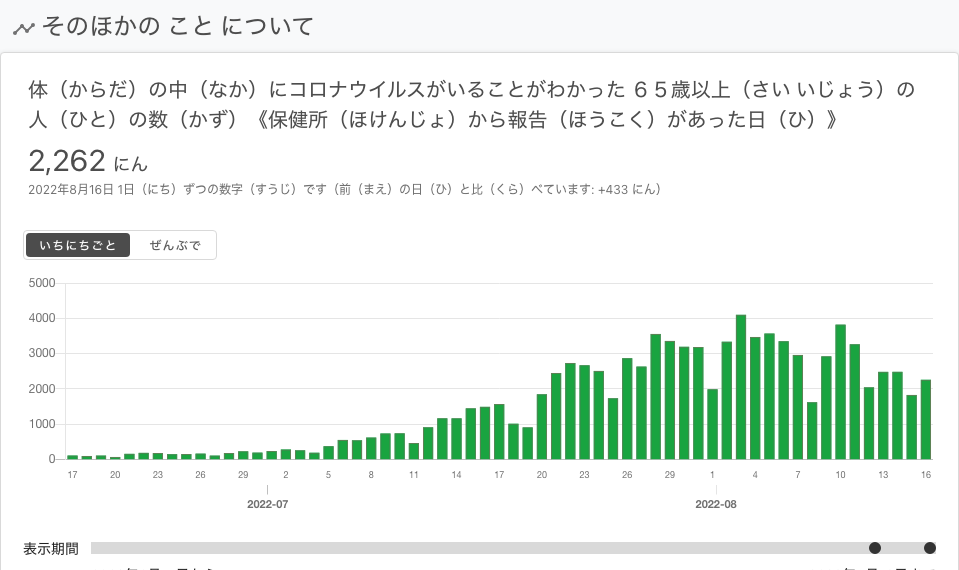 そのほかの こと について
体（からだ）の中（なか）にコロナウイルスがいることがわかった ６５歳以上（さい いじょう）の
人（ひと）の数（かず）《保健所（ほけんじょ）から報告（ほうこく）があった日（ひ）》
2,262 にん
2022年8月16日 1日（にち）ずつの数字（すうじ）です（前（まえ）の日（ひ）と比（くら）べています: +433 にん）
いちにちごと ぜんぶで
5000
4000
3000
2000
1000
0
17 20 23 26 29 2 5 8 11 14 17 20 23 26 29 1 4 7 10 13 16
2022-07 2022-08
表示期間